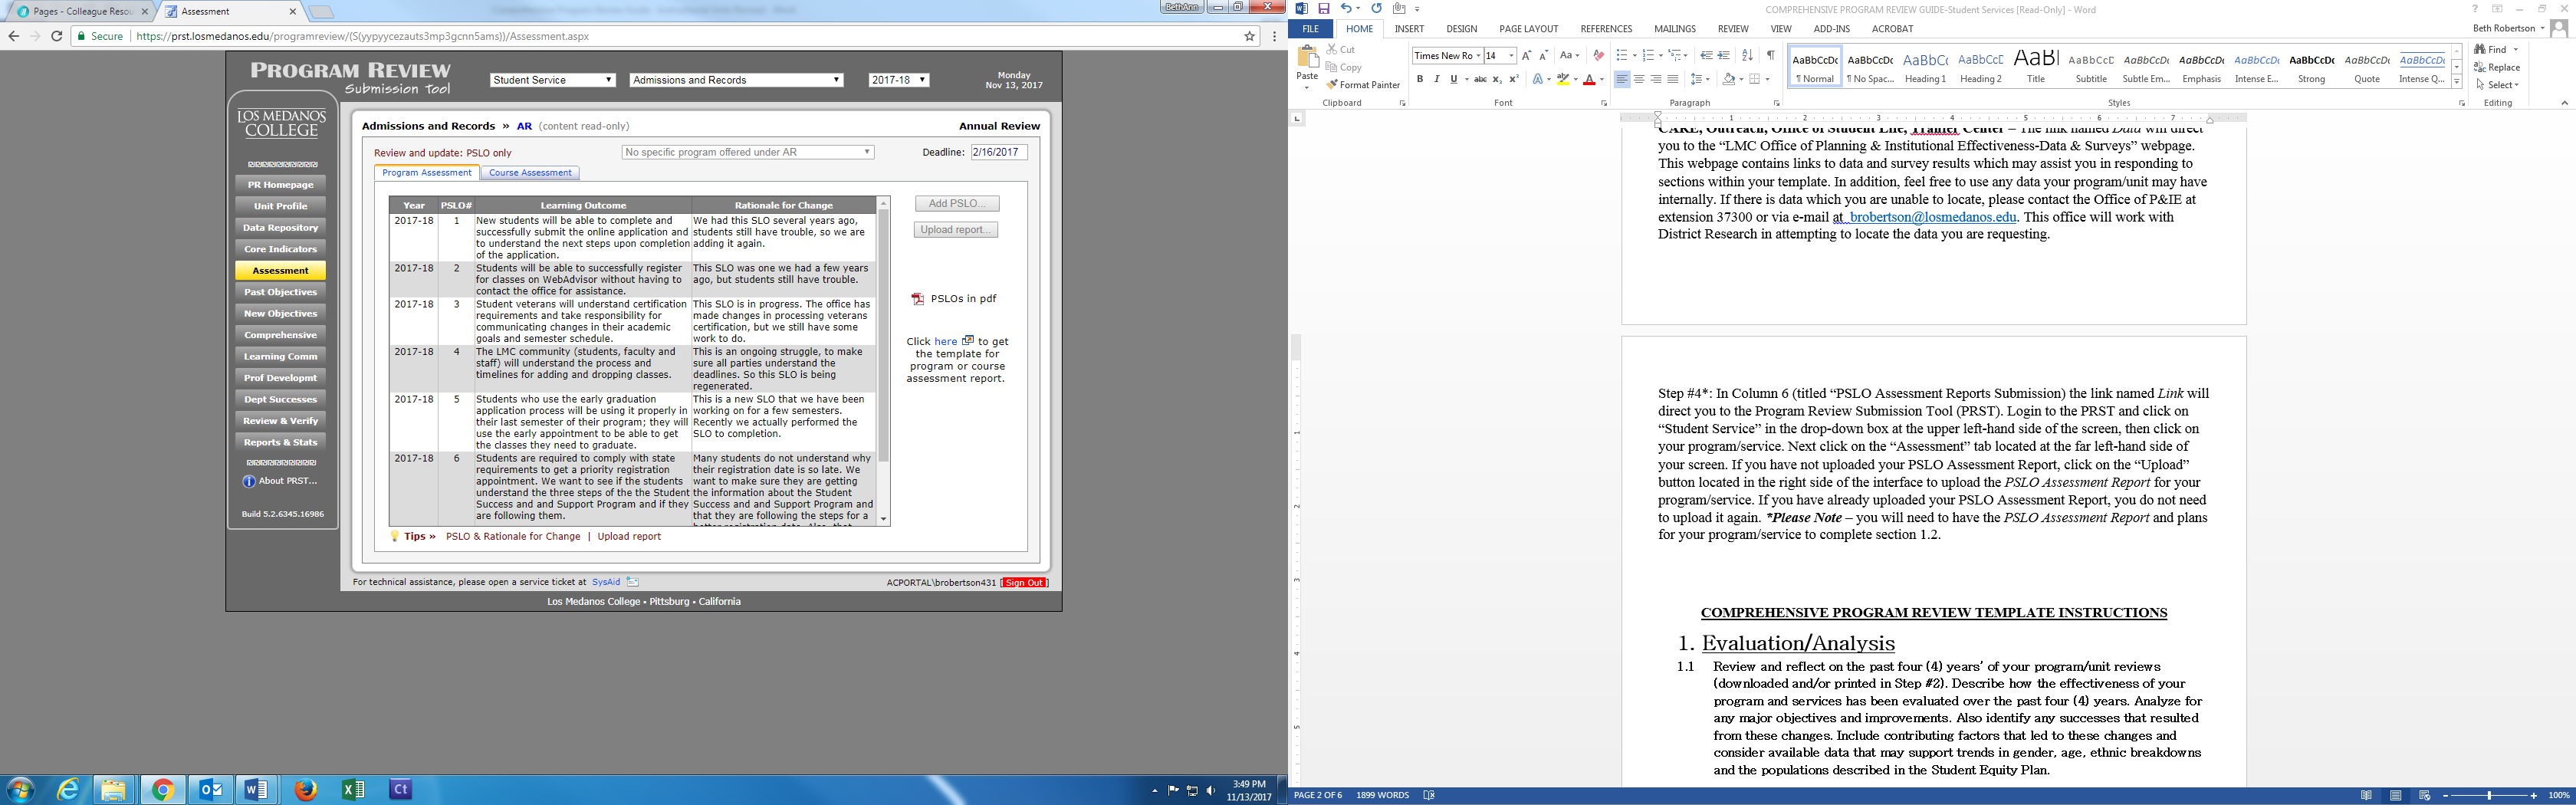 Pages - Colleague Resou
Assessment
BethAnn
Secure https://prst.losmedanos.edu/programreview/(S(yypyycezauts3mp3gcnn5ams))/Assessment.aspx
PROGRAM REVIEW
Submission Tool
Student Service
Admissions and Records
2017-18
Monday
Nov 13, 2017
LOS MEDANOS
COLLEGE
PR Homepage
Unit Profile
Data Repository
Core Indicators
Assessment
Past Objectives
New Objectives
Comprehensive
Learning Comm
Prof Developmt
Dept Successes
Review & Verify
Reports & Stats
About PRST...
Build 5.2.6345.16986
Admissions and Records » AR (content read-only)
Annual Review
Review and update: PSLO only
No specific program offered under AR
Deadline: 2/16/2017
Program Assessment
Course Assessment
Year PSLO# Learning Outcome Rationale for Change
2017-18 1 New students will be able to complete and
successfully submit the online application and
to understand the next steps upon completion
of the application.
We had this SLO several years ago,
students still have trouble, so we are
adding it again.
2017-18 2 Students will be able to successfully register
for classes on WebAdvisor without having to
contact the office for assistance.
This SLO was one we had a few years
ago, but students still have trouble.
2017-18 3 Student veterans will understand certification
requirements and take responsibility for
communicating changes in their academic
goals and semester schedule.
This SLO is in progress. The office has
made changes in processing veterans
certification, but we still have some
work to do.
2017-18 4 The LMC community (students, faculty and
staff) will understand the process and
timelines for adding and dropping classes.
This is an ongoing struggle, to make
sure all parties understand the
deadlines. So this SLO is being
regenerated.
2017-18 5 Students who use the early graduation
application process will be using it properly in
their last semester of their program; they will
use the early appointment to be able to get
the classes they need to graduate.
This is a new SLO that we have been
working on for a few semesters.
Recently we actually performed the
SLO to completion.
2017-18 6 Students are required to comply with state
requirements to get a priority registration
appointment. We want to see if the students
understand the three steps of the the Student
Success and and Support Program and if they
are following them.
Many students do not understand why
their registration date is so late. We
want to make sure they are getting
the information about the Student
Success and and Support Program and
that they are following the steps for a
Add PSLO...
Upload report...
PSLOs in pdf
Click here to get
the template for
program or course
assessment report.
Tips » PSLO & Rationale for Change | Upload report
For technical assistance, please open a service ticket at SysAid
ACPORTAL\brobertson431 [Sign Out]
Los Medanos College • Pittsburg • California
Ct
3:49 PM
11/13/2017
COMPREHENSIVE PROGRAM REVIEW GUIDE-Student Services [Read-Only] - Word
FILE HOME INSERT DESIGN PAGE LAYOUT REFERENCES MAILINGS REVIEW VIEW ADD-INS ACROBAT
Beth Robertson
Paste
Cut
Copy
Format Painter
Clipboard
Times New Ro 14
Font
Paragraph
AaBbCcDc AaBbCcDc AaBbCc AaBbCcC AaBl AaBbCcC AaBbCcDc AaBbCcDc AaBbCcDc AaBbCcDc AaBbCcDc AaBbCcDc
¶ Normal ¶ No Spac... Heading 1 Heading 2 Title Subtitle Subtle Em... Emphasis Intense E... Strong Quote Intense Q...
Styles
Find
Replace
Select
Editing
CARE, Outreach, Office of Student Life, Transfer Center – The link named Data will direct
you to the “LMC Office of Planning & Institutional Effectiveness-Data & Surveys” webpage.
This webpage contains links to data and survey results which may assist you in responding to
sections within your template. In addition, feel free to use any data your program/unit may have
internally. If there is data which you are unable to locate, please contact the Office of P&IE at
extension 37300 or via e-mail at brobertson@losmedanos.edu. This office will work with
District Research in attempting to locate the data you are requesting.
Step #4*: In Column 6 (titled “PSLO Assessment Reports Submission) the link named Link will
direct you to the Program Review Submission Tool (PRST). Login to the PRST and click on
“Student Service” in the drop-down box at the upper left-hand side of the screen, then click on
your program/service. Next click on the “Assessment” tab located at the far left-hand side of
your screen. If you have not uploaded your PSLO Assessment Report, click on the “Upload”
button located in the right side of the interface to upload the PSLO Assessment Report for your
program/service. If you have already uploaded your PSLO Assessment Report, you do not need
to upload it again. *Please Note – you will need to have the PSLO Assessment Report and plans
for your program/service to complete section 1.2.
COMPREHENSIVE PROGRAM REVIEW TEMPLATE INSTRUCTIONS
1. Evaluation/Analysis
1.1 Review and reflect on the past four (4) years’ of your program/unit reviews
(downloaded and/or printed in Step #2). Describe how the effectiveness of your
program and services has been evaluated over the past four (4) years. Analyze for
any major objectives and improvements. Also identify any successes that resulted
from these changes. Include contributing factors that led to these changes and
consider available data that may support trends in gender, age, ethnic breakdowns
and the populations described in the Student Equity Plan.
PAGE 2 OF 6 1899 WORDS
100%